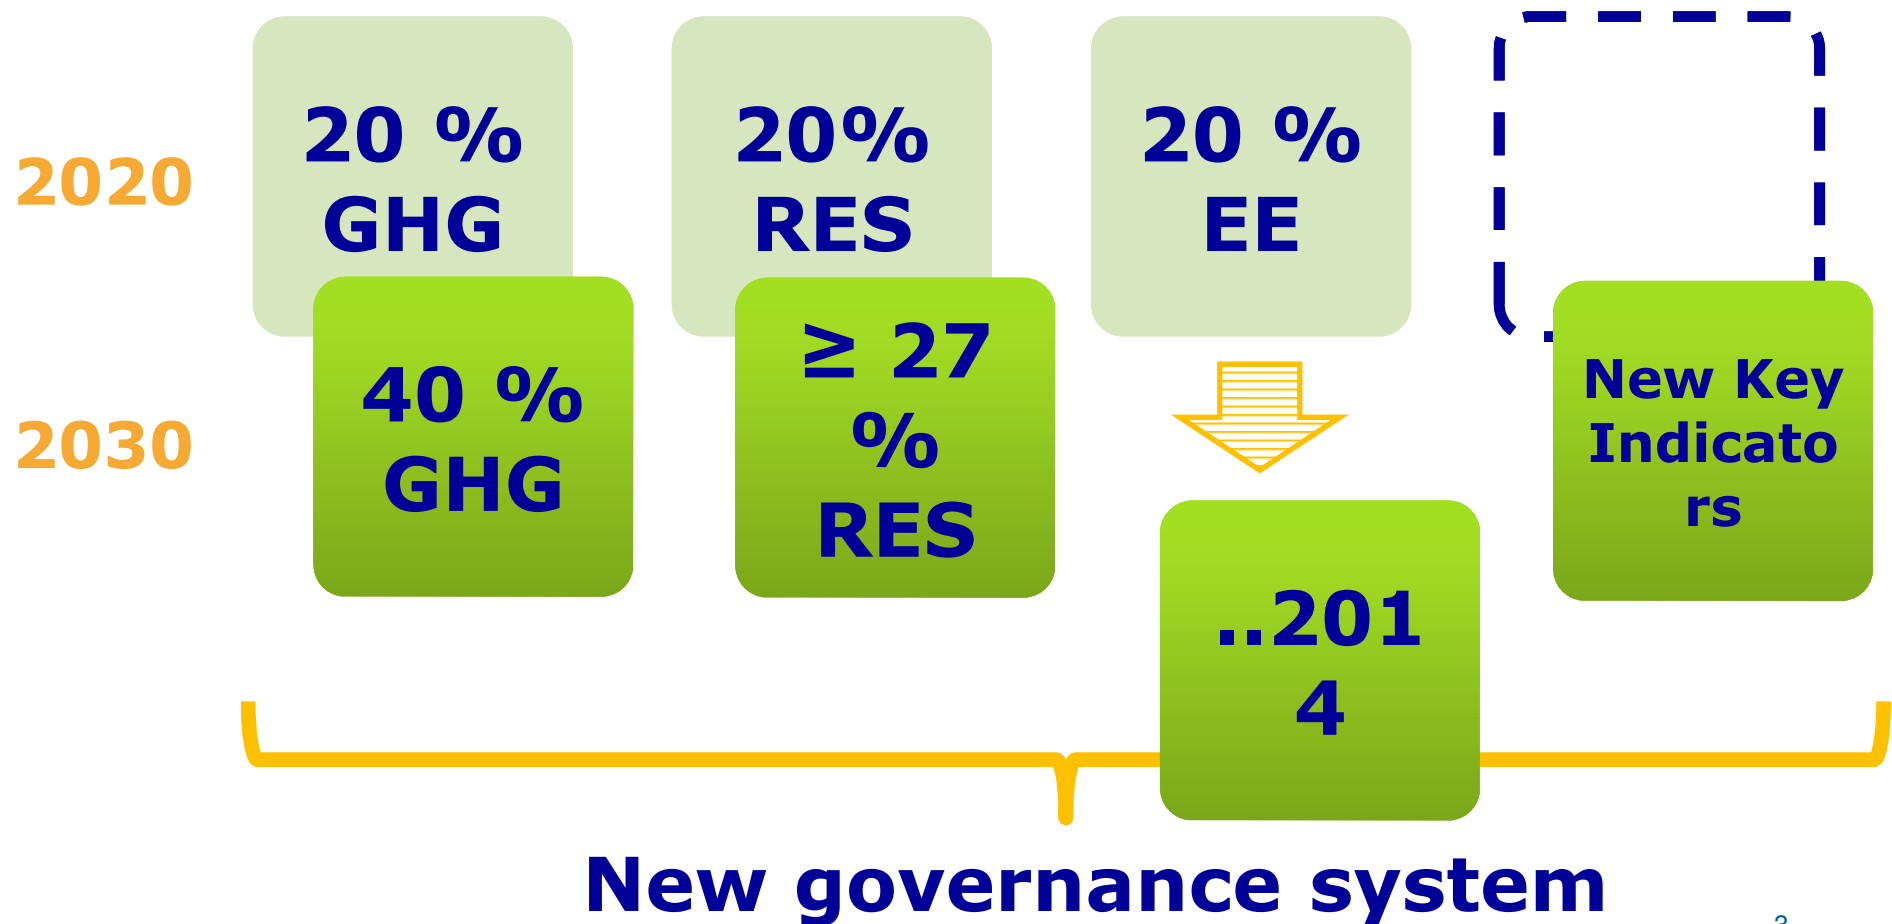 2020
20 %
GHG
20%
RES
20 %
EE
2030
40 %
GHG
≥ 27
%
RES
..201
4
New Key
Indicato
rs
New governance system
3